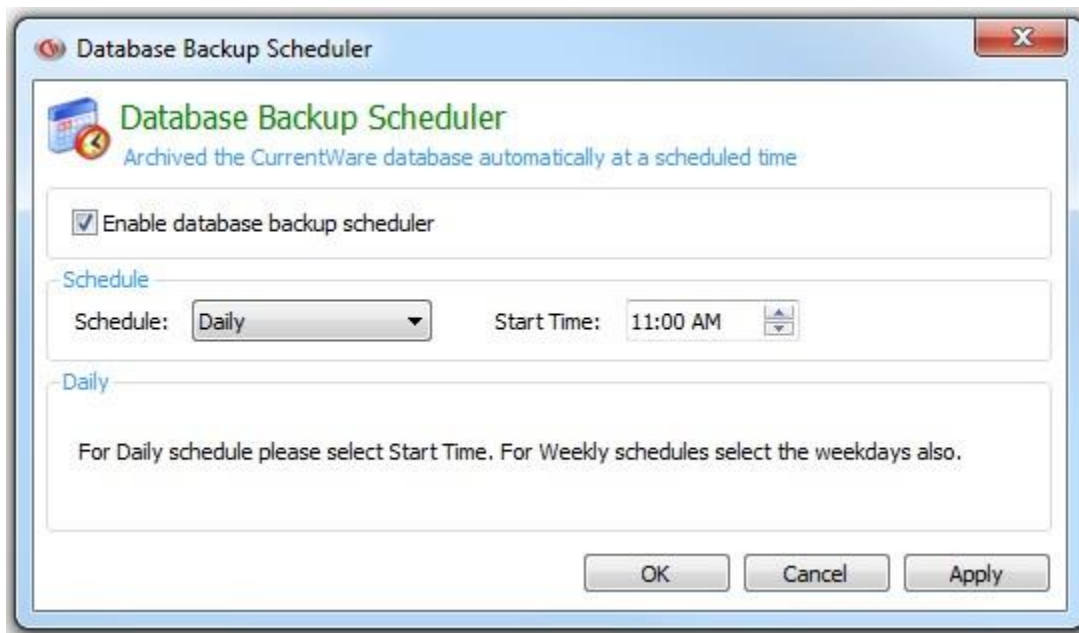 Database Backup Scheduler
Database Backup Scheduler
Archived the CurrentWare database automatically at a scheduled time
Enable database backup scheduler
Schedule
Schedule: Daily Start Time: 11:00 AM
Daily
For Daily schedule please select Start Time. For Weekly schedules select the weekdays also.
OK Cancel Apply